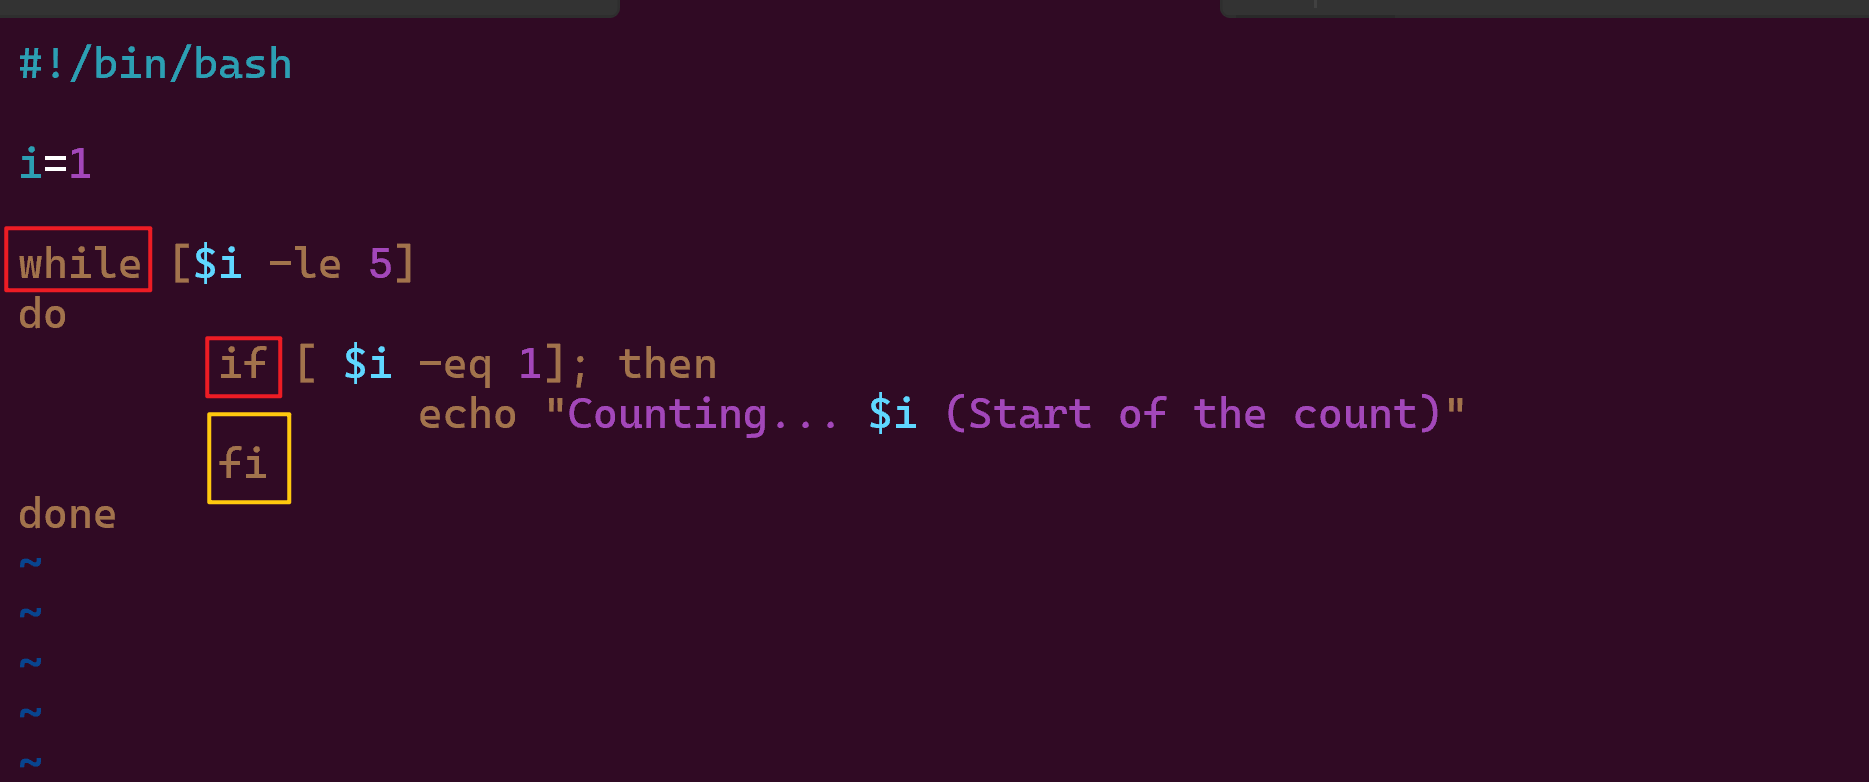 #!/bin/bash
i=1
while [$i -le 5]
do
if [ $i -eq 1]; then
echo "Counting... $i (Start of the count)"
fi
done
~
~
~
~
~